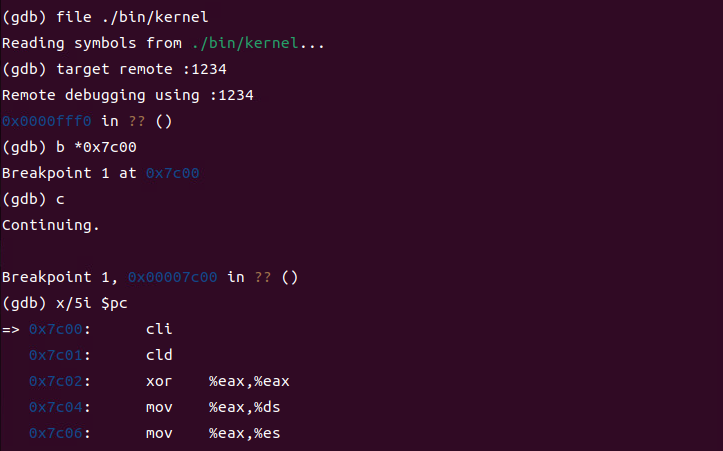 (gdb) file ./bin/kernel
Reading symbols from ./bin/kernel...
(gdb) target remote :1234
Remote debugging using :1234
0x0000fff0 in ?? ()
(gdb) b *0x7c00
Breakpoint 1 at 0x7c00
(gdb) c
Continuing.

Breakpoint 1, 0x00007c00 in ?? ()
(gdb) x/5i $pc
=> 0x7c00:      cli
   0x7c01:      cld
   0x7c02:      xor    %eax,%eax
   0x7c04:      mov    %eax,%ds
   0x7c06:      mov    %eax,%es